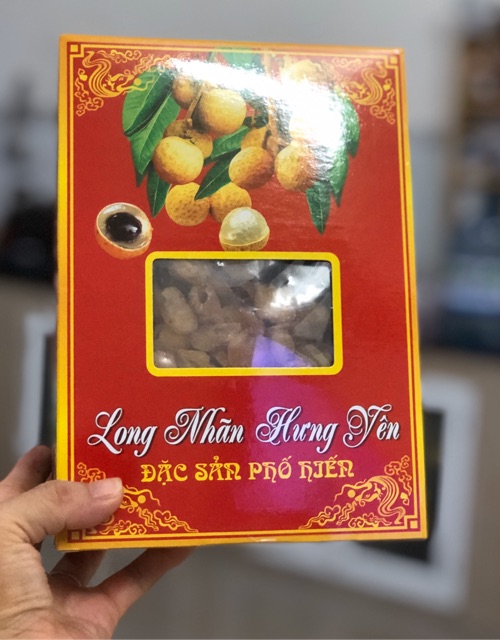 Long Nhãn Hưng Yên
ĐẶC SẢN PHỐ HIẾN